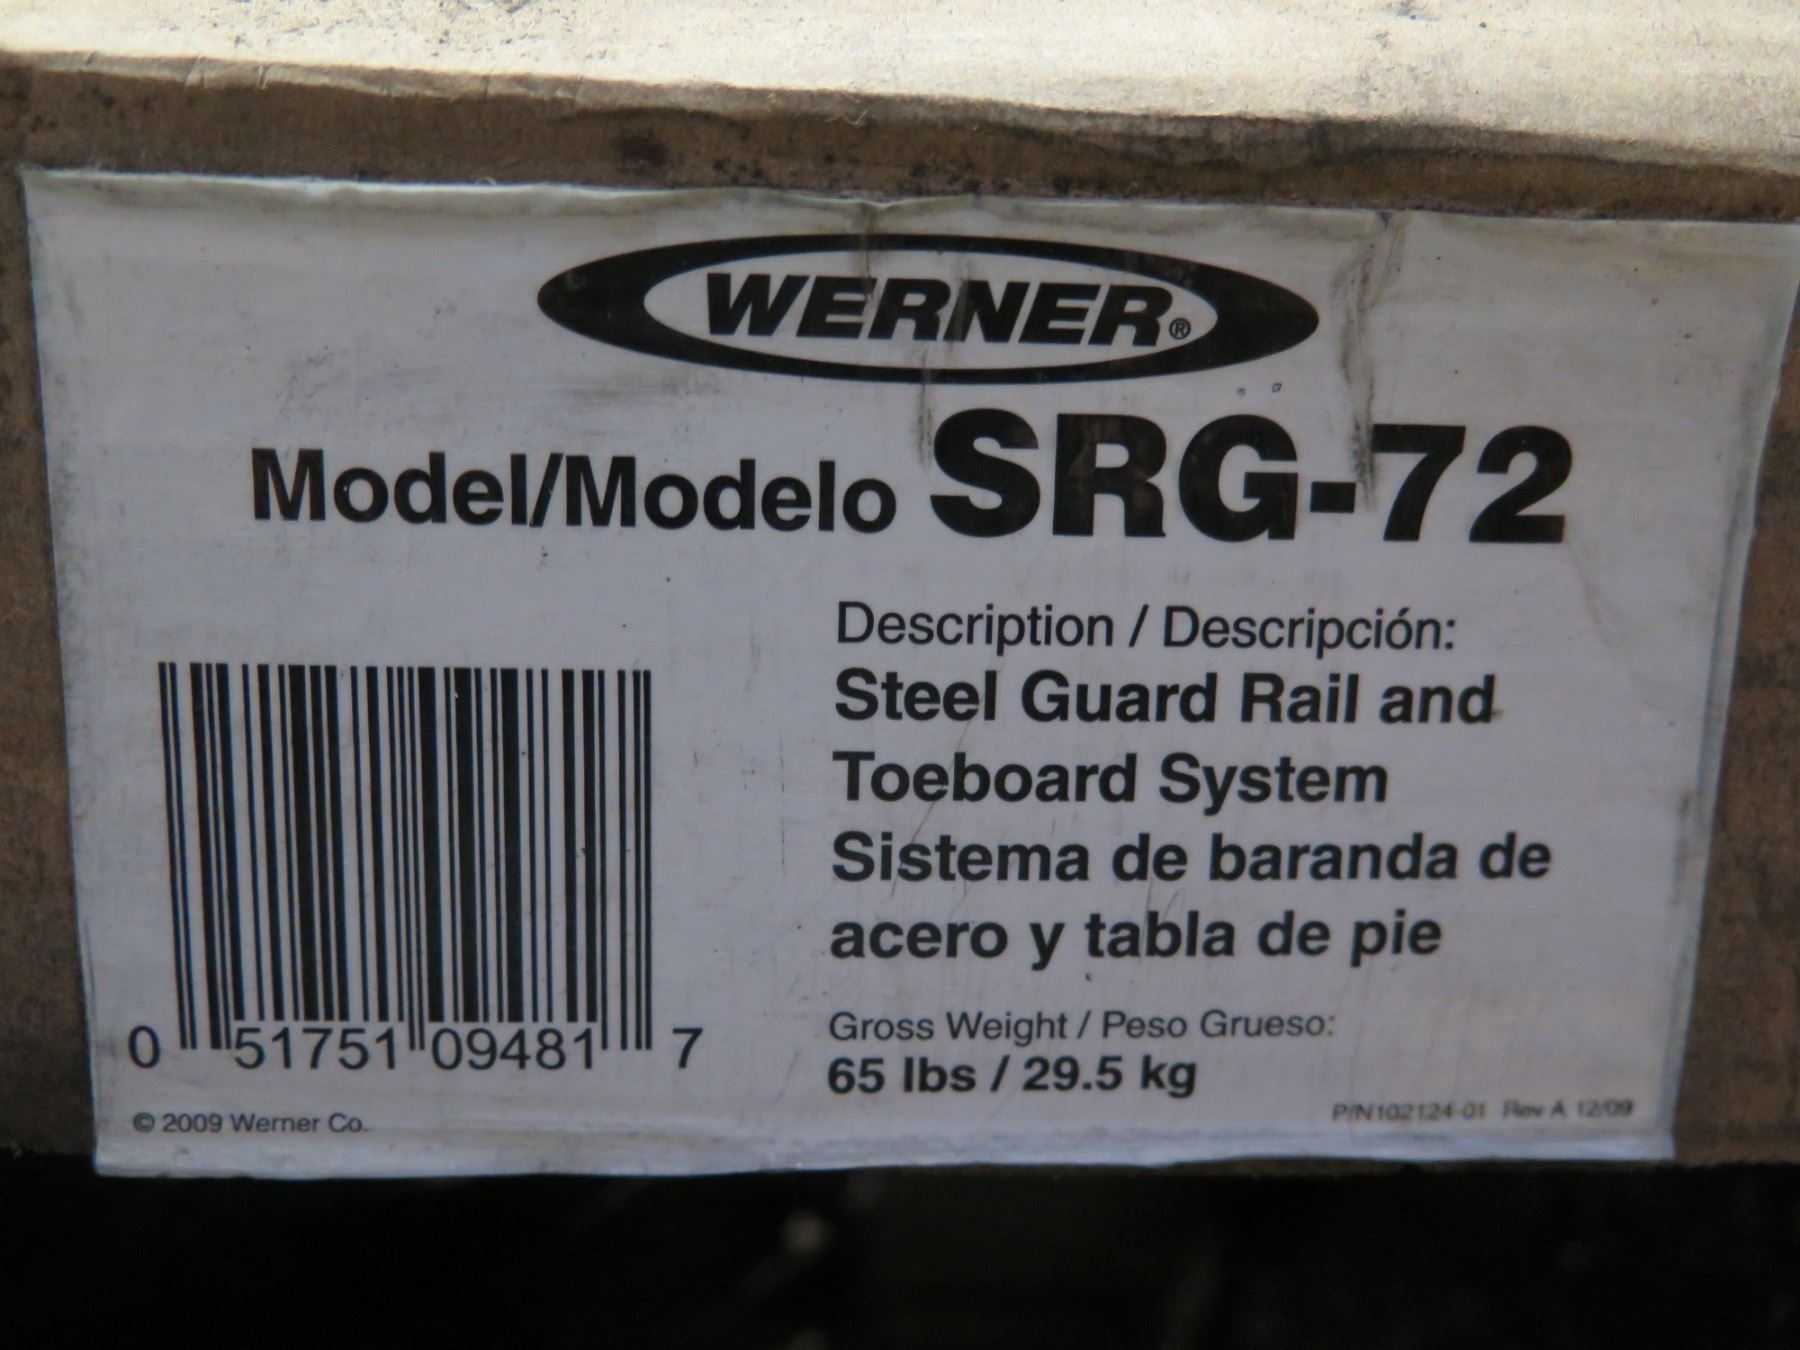 WERNER®
Model/Modelo SRG-72
Description / Descripción:
Steel Guard Rail and
Toeboard System
Sistema de baranda de
acero y tabla de pie
Gross Weight / Peso Grueso:
65 lbs / 29.5 kg
0 51751 09481 7
© 2009 Werner Co.
P/N102124-01 Rev A 12/09